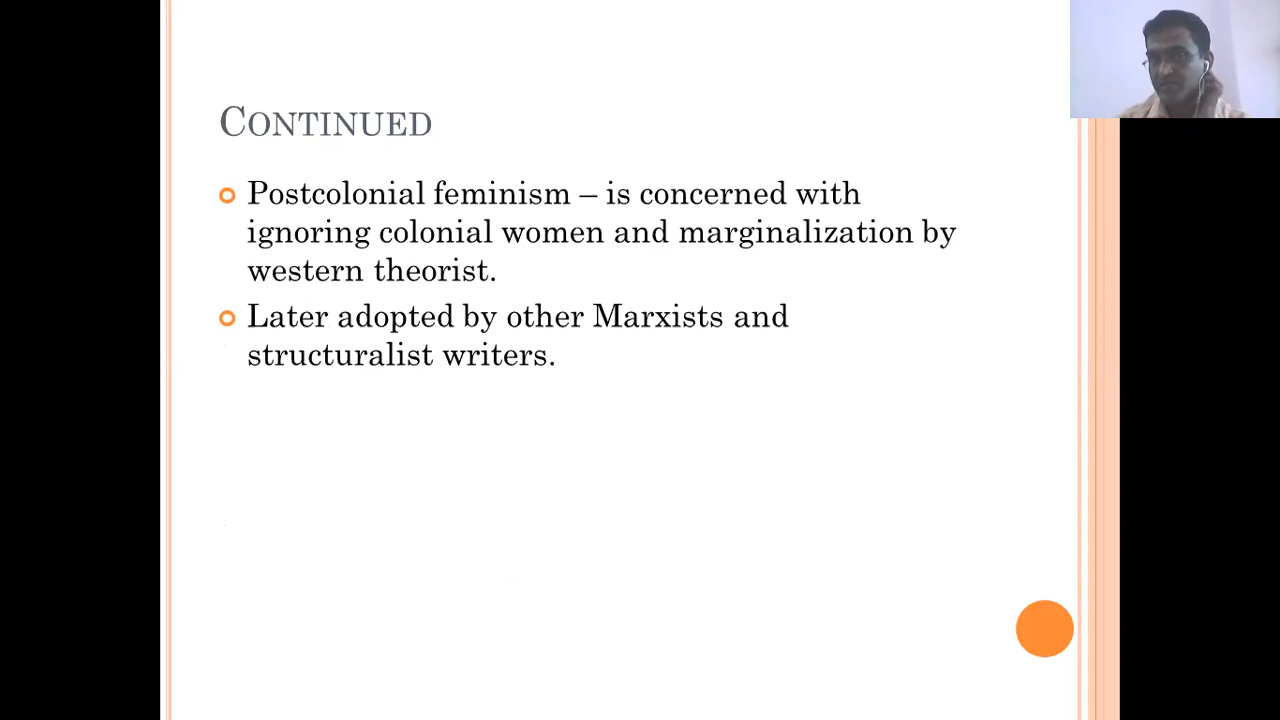 CONTINUED
Postcolonial feminism – is concerned with
ignoring colonial women and marginalization by
western theorist.
Later adopted by other Marxists and
structuralist writers.